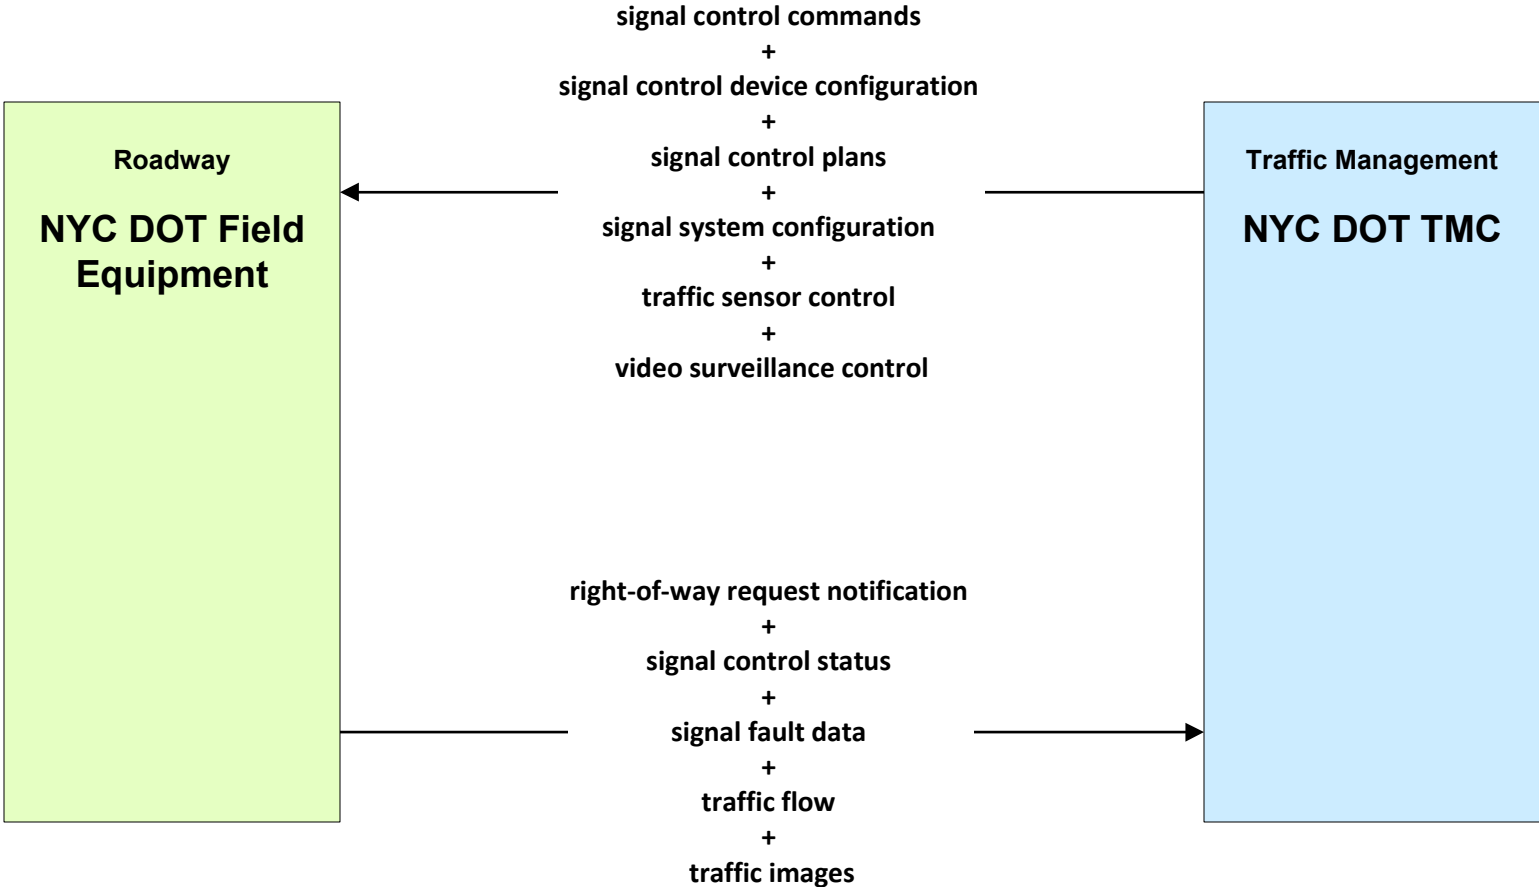 signal control commands
+
signal control device configuration
+
signal control plans
+
signal system configuration
+
traffic sensor control
+
video surveillance control
Roadway
NYC DOT Field
Equipment
Traffic Management
NYC DOT TMC
right-of-way request notification
+
signal control status
+
signal fault data
+
traffic flow
+
traffic images